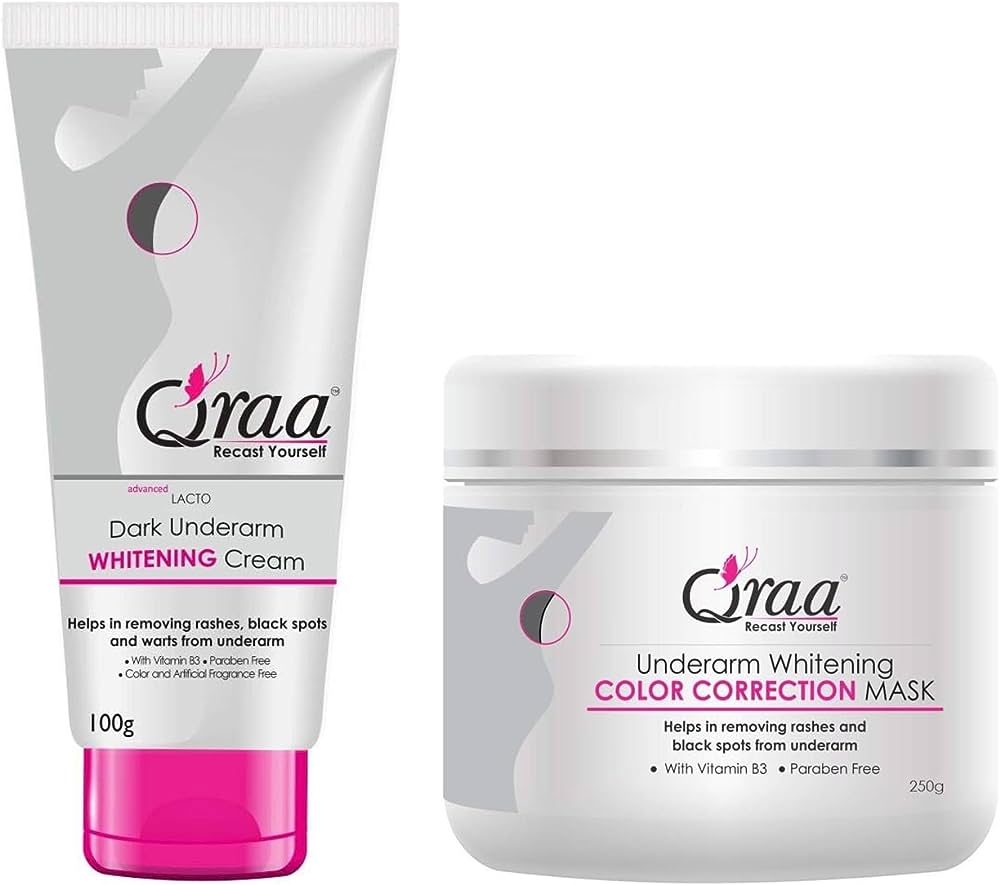 Qraa™
Recast Yourself
advanced
LACTO
Dark Underarm
WHITENING Cream
Helps in removing rashes, black spots
and warts from underarm
• With Vitamin B3 • Paraben Free
• Color and Artificial Fragrance Free
100g
Qraa™
Recast Yourself
Underarm Whitening
COLOR CORRECTION MASK
Helps in removing rashes and
black spots from underarm
• With Vitamin B3 • Paraben Free
250g